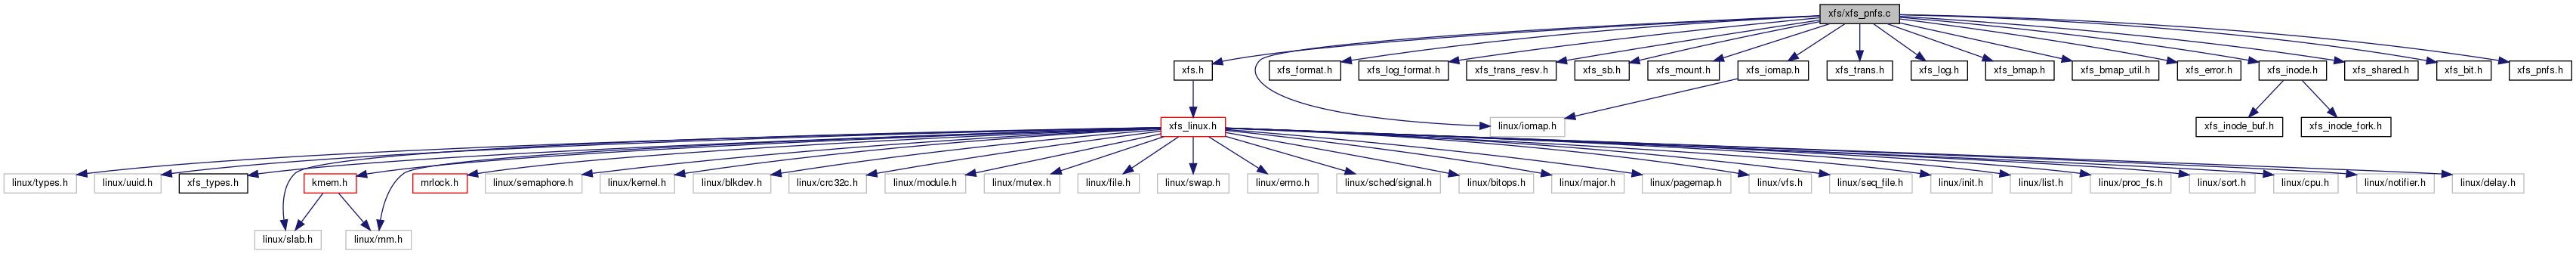 xfs/xfs_pnfs.c
xfs.h
xfs_format.h
xfs_log_format.h
xfs_trans_resv.h
xfs_sb.h
xfs_mount.h
xfs_iomap.h
xfs_trans.h
xfs_log.h
xfs_bmap.h
xfs_bmap_util.h
xfs_error.h
xfs_inode.h
xfs_shared.h
xfs_bit.h
xfs_pnfs.h
xfs_linux.h
linux/iomap.h
xfs_inode_buf.h
xfs_inode_fork.h
linux/types.h
linux/uuid.h
xfs_types.h
kmem.h
mrlock.h
linux/semaphore.h
linux/kernel.h
linux/blkdev.h
linux/crc32c.h
linux/module.h
linux/mutex.h
linux/file.h
linux/swap.h
linux/errno.h
linux/sched/signal.h
linux/bitops.h
linux/major.h
linux/pagemap.h
linux/vfs.h
linux/seq_file.h
linux/init.h
linux/list.h
linux/proc_fs.h
linux/sort.h
linux/cpu.h
linux/notifier.h
linux/delay.h
linux/slab.h
linux/mm.h